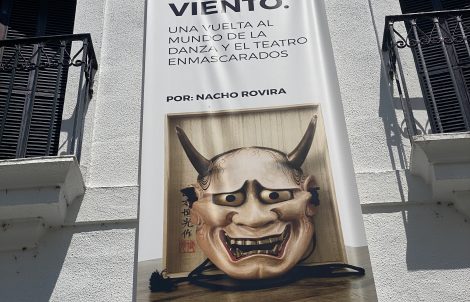 VIENTO.
UNA VUELTA AL
MUNDO DE LA
DANZA Y EL TEATRO
ENMASCARADOS
POR: NACHO ROVIRA